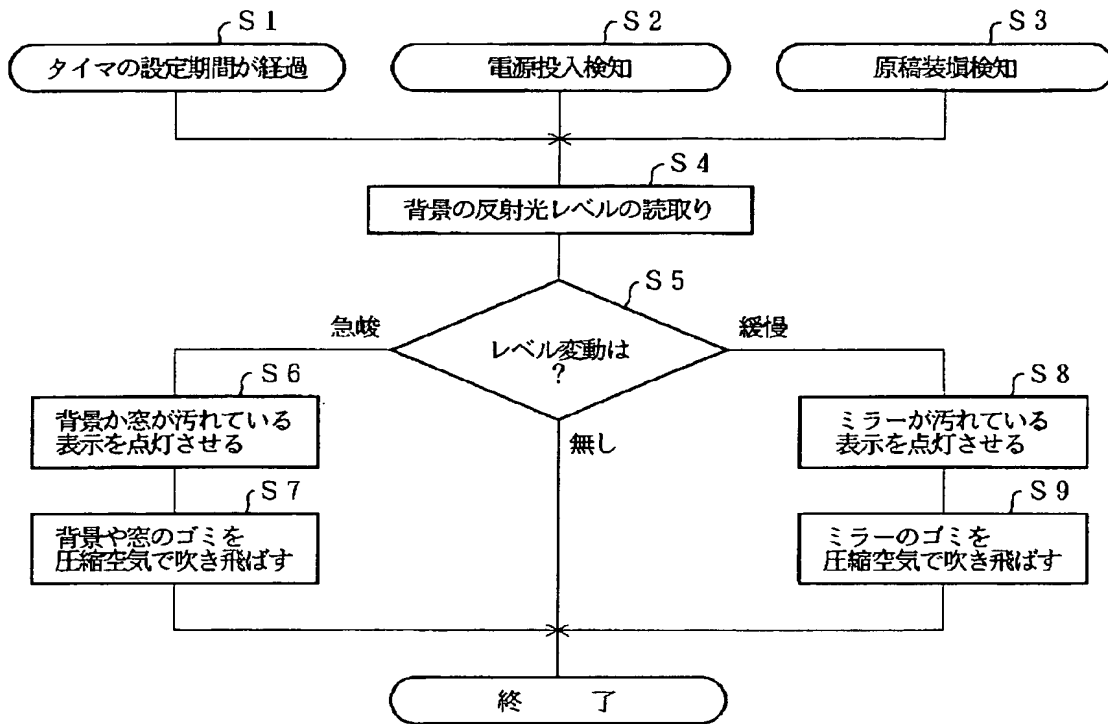 S1
タイマの設定期間が経過
S2
電源投入検知
S3
原稿装塡検知
S4
背景の反射光レベルの読取り
S5
レベル変動は
?
急峻
緩慢
無し
S6
背景か窓が汚れている
表示を点灯させる
S7
背景や窓のゴミを
圧縮空気で吹き飛ばす
S8
ミラーが汚れている
表示を点灯させる
S9
ミラーのゴミを
圧縮空気で吹き飛ばす
終 了